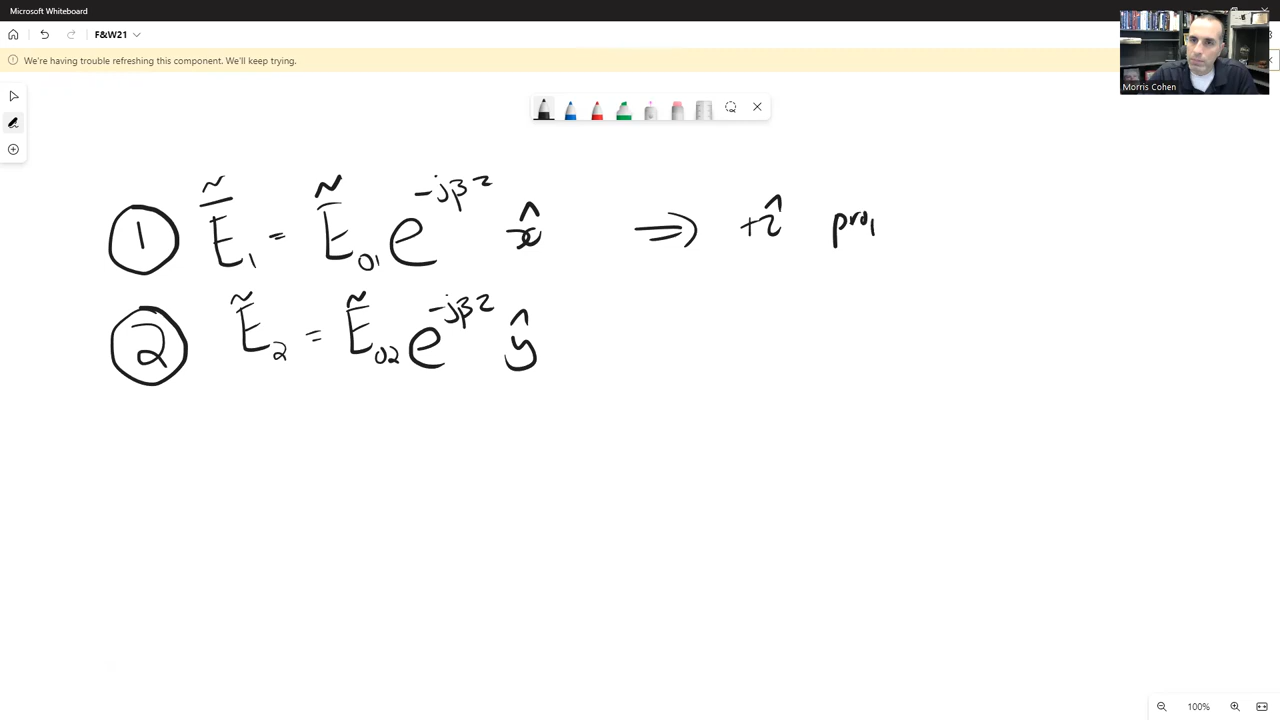 Microsoft Whiteboard
F&W21
We're having trouble refreshing this component. We'll keep trying.
Morris Cohen
① Ẽ₁ = Ẽ₀₁ e^{-jβz} x̂ ⇒ +ẑ
② Ẽ₂ = Ẽ₀₂ e^{-jβz} ŷ
100%